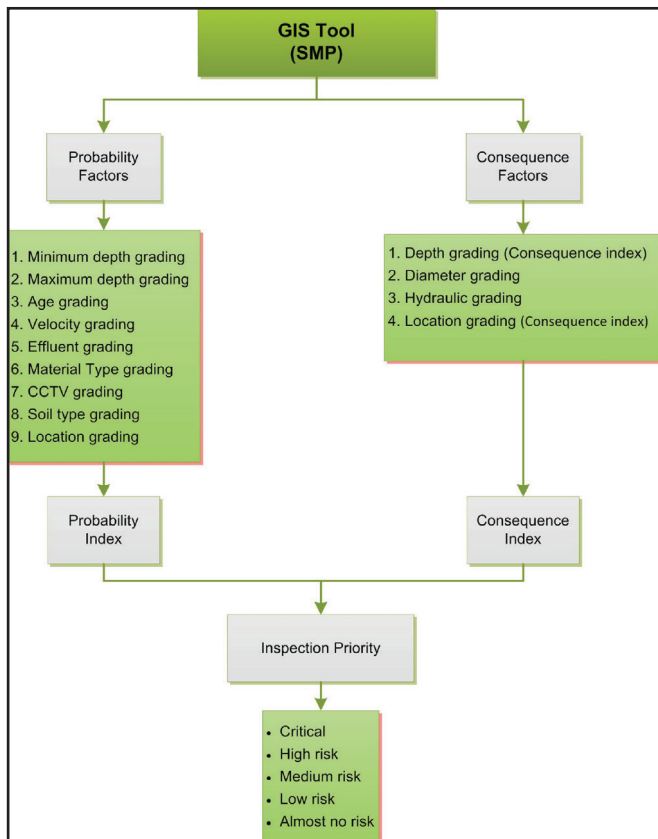 GIS Tool
(SMP)
Probability
Factors
Consequence
Factors
1. Minimum depth grading
2. Maximum depth grading
3. Age grading
4. Velocity grading
5. Effluent grading
6. Material Type grading
7. CCTV grading
8. Soil type grading
9. Location grading
1. Depth grading (Consequence index)
2. Diameter grading
3. Hydraulic grading
4. Location grading (Consequence index)
Probability
Index
Consequence
Index
Inspection Priority
• Critical
• High risk
• Medium risk
• Low risk
• Almost no risk